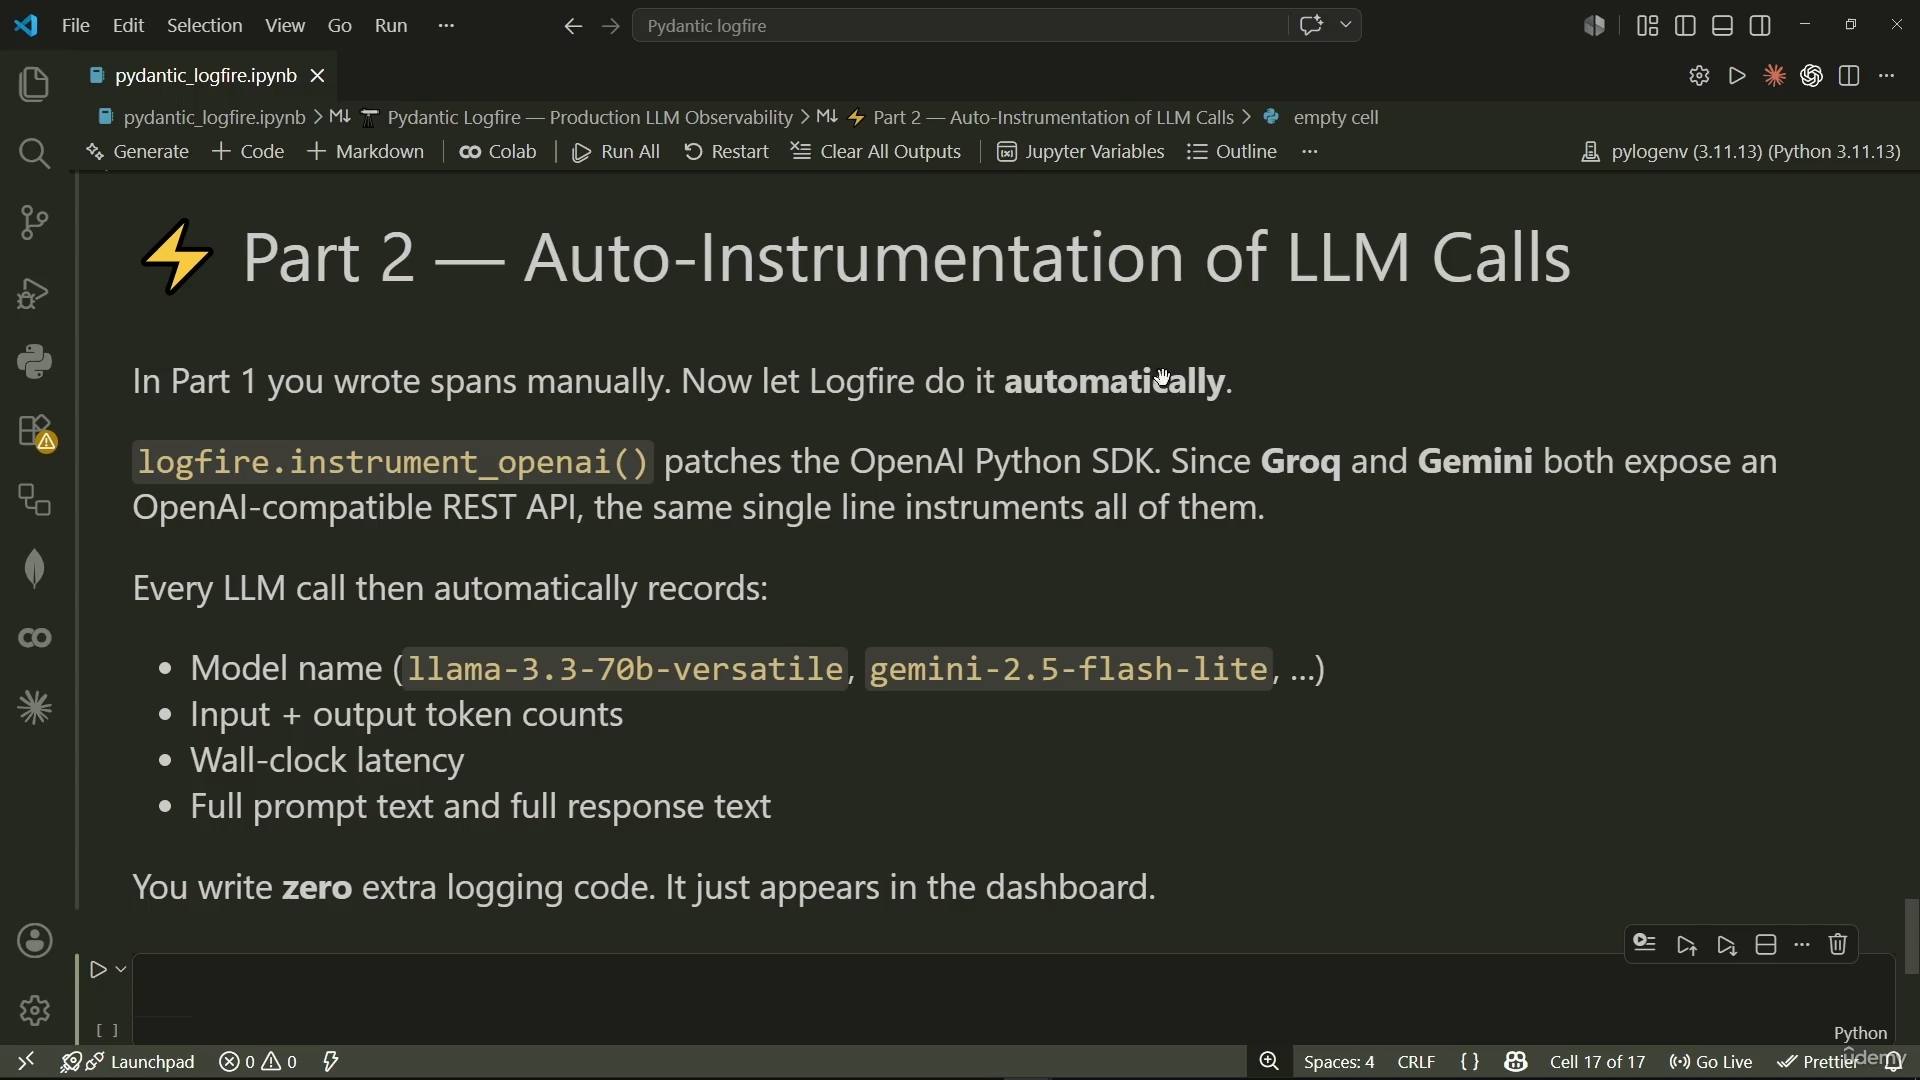 File Edit Selection View Go Run ···
Pydantic logfire
pydantic_logfire.ipynb
pydantic_logfire.ipynb > M↓ Pydantic Logfire — Production LLM Observability > M↓ ⚡ Part 2 — Auto-Instrumentation of LLM Calls > empty cell
Generate + Code + Markdown Colab Run All Restart Clear All Outputs Jupyter Variables Outline ··· pylogenv (3.11.13) (Python 3.11.13)
⚡ Part 2 — Auto-Instrumentation of LLM Calls
In Part 1 you wrote spans manually. Now let Logfire do it automatically.
logfire.instrument_openai() patches the OpenAI Python SDK. Since Groq and Gemini both expose an
OpenAI-compatible REST API, the same single line instruments all of them.
Every LLM call then automatically records:
• Model name (llama-3.3-70b-versatile, gemini-2.5-flash-lite, ...)
• Input + output token counts
• Wall-clock latency
• Full prompt text and full response text
You write zero extra logging code. It just appears in the dashboard.
[ ]
Python
Launchpad 0 0 Spaces: 4 CRLF { } Cell 17 of 17 Go Live Prettier
udemy